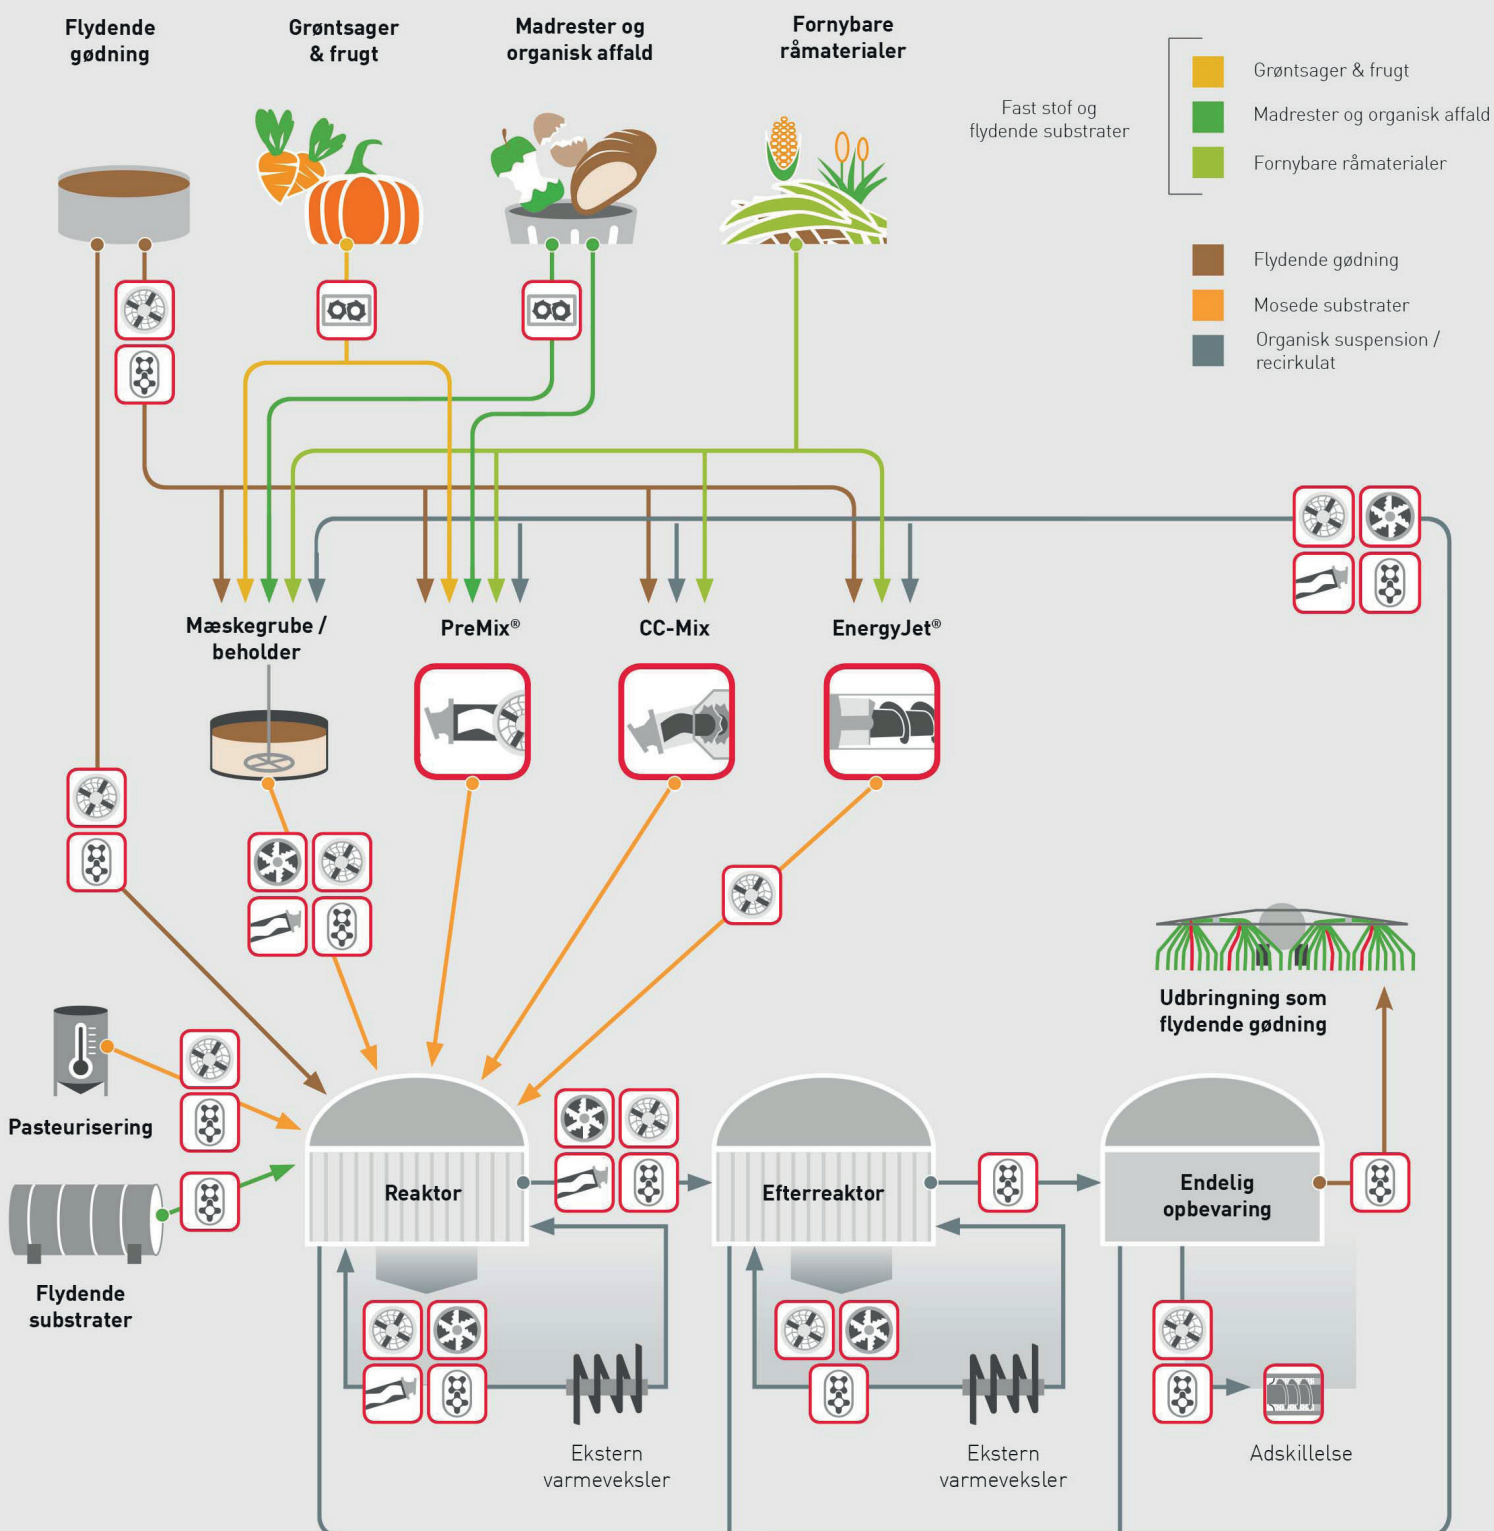 Flydende
gødning
Grøntsager
& frugt
Madrester og
organisk affald
Fornybare
råmaterialer
Fast stof og
flydende substrater
Grøntsager & frugt
Madrester og organisk affald
Fornybare råmaterialer
Flydende gødning
Mosede substrater
Organisk suspension /
recirkulat
Mæskegrube /
beholder
PreMix®
CC-Mix
EnergyJet®
Udbringning som
flydende gødning
Pasteurisering
Flydende
substrater
Reaktor
Efterreaktor
Endelig
opbevaring
Ekstern
varmeveksler
Ekstern
varmeveksler
Adskillelse